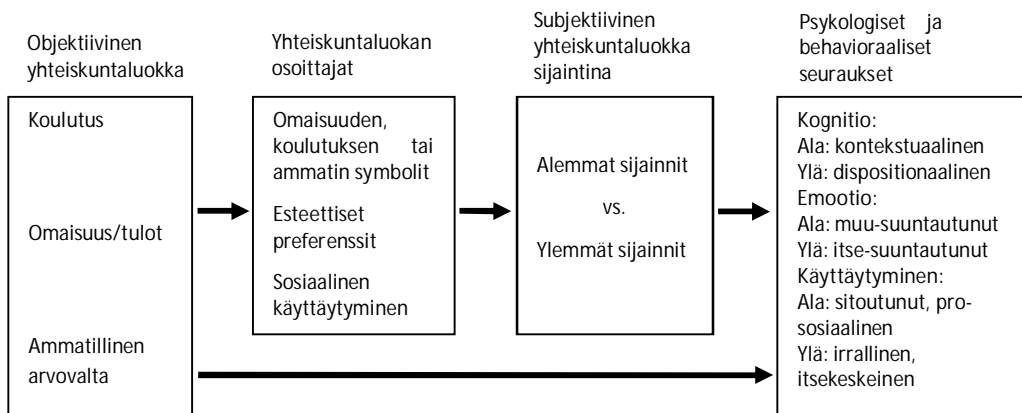 Objektiivinen
yhteiskuntaluokka
Koulutus
Omaisuus/tulot
Ammatillinen
arvovalta
Yhteiskuntaluokan
osoittajat
Omaisuuden,
koulutuksen tai
ammatin symbolit
Esteettiset
preferenssit
Sosiaalinen
käyttäytyminen
Subjektiivinen
yhteiskuntaluokka
sijaintina
Alemmat sijainnit
vs.
Ylemmät sijainnit
Psykologiset ja
behavioraaliset
seuraukset
Kognitio:
Ala: kontekstuaalinen
Ylä: dispositionaalinen
Emootio:
Ala: muu-suuntautunut
Ylä: itse-suuntautunut
Käyttäytyminen:
Ala: sitoutunut, pro-
sosiaalinen
Ylä: irrallinen,
itsekeskeinen